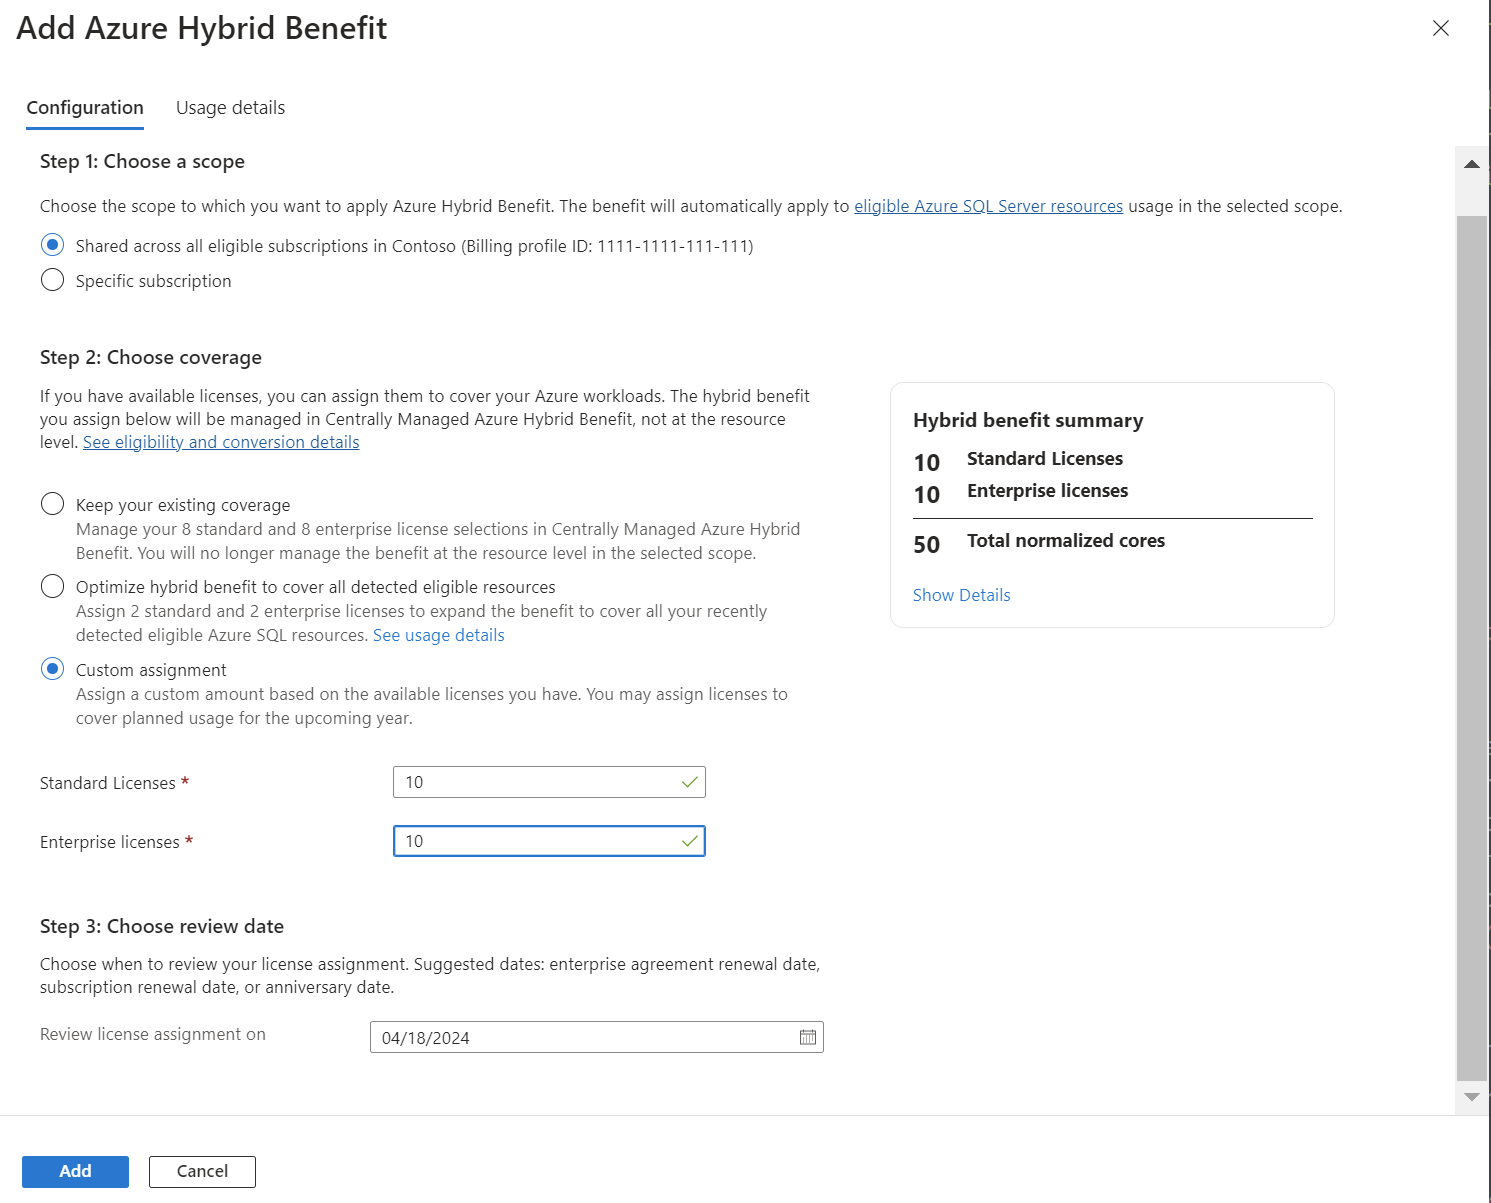 Add Azure Hybrid Benefit
Configuration
Usage details
Step 1: Choose a scope
Choose the scope to which you want to apply Azure Hybrid Benefit. The benefit will automatically apply to eligible Azure SQL Server resources usage in the selected scope.
Shared across all eligible subscriptions in Contoso (Billing profile ID: 1111-1111-111-111)
Specific subscription
Step 2: Choose coverage
If you have available licenses, you can assign them to cover your Azure workloads. The hybrid benefit
you assign below will be managed in Centrally Managed Azure Hybrid Benefit, not at the resource
level. See eligibility and conversion details
Keep your existing coverage
Manage your 8 standard and 8 enterprise license selections in Centrally Managed Azure Hybrid
Benefit. You will no longer manage the benefit at the resource level in the selected scope.
Optimize hybrid benefit to cover all detected eligible resources
Assign 2 standard and 2 enterprise licenses to expand the benefit to cover all your recently
detected eligible Azure SQL resources. See usage details
Custom assignment
Assign a custom amount based on the available licenses you have. You may assign licenses to
cover planned usage for the upcoming year.
Standard Licenses * 10
Enterprise licenses * 10
Hybrid benefit summary
10 Standard Licenses
10 Enterprise licenses
50 Total normalized cores
Show Details
Step 3: Choose review date
Choose when to review your license assignment. Suggested dates: enterprise agreement renewal date,
subscription renewal date, or anniversary date.
Review license assignment on 04/18/2024
Add
Cancel